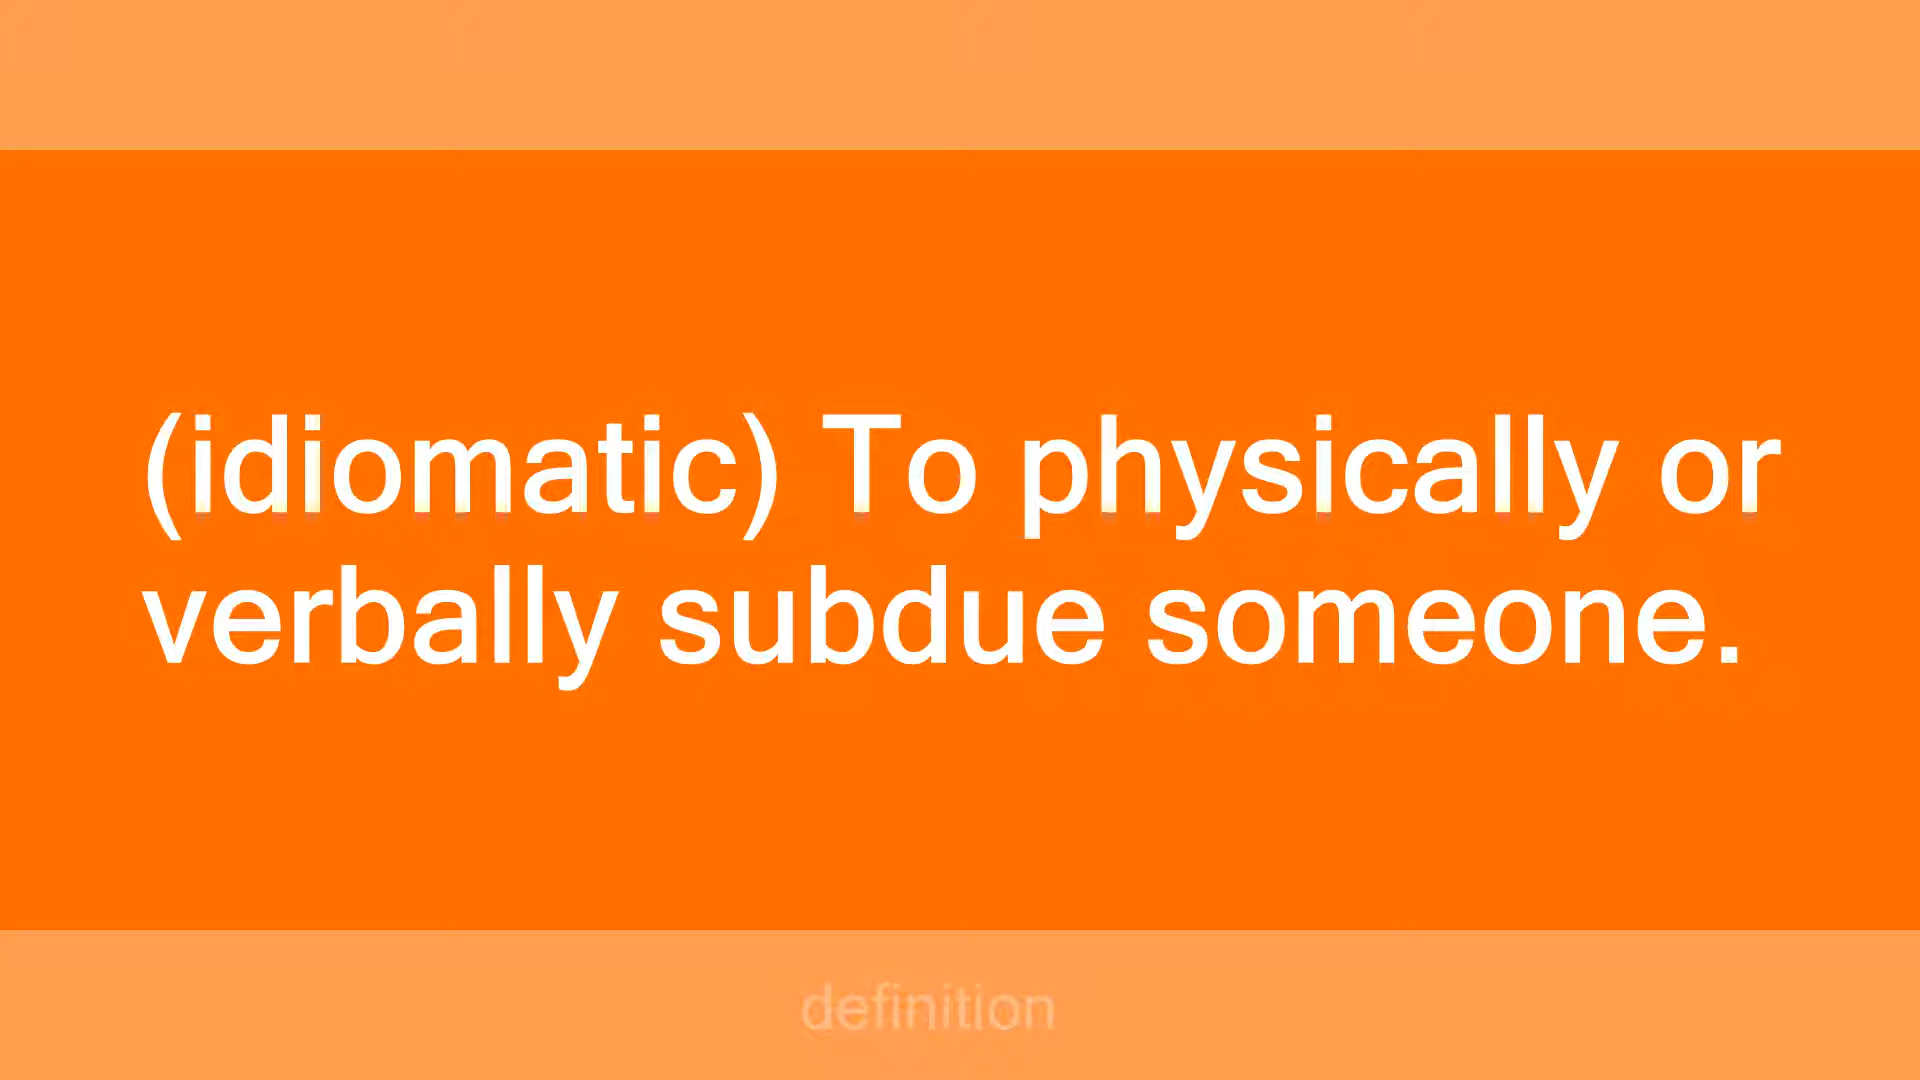 (idiomatic) To physically or
verbally subdue someone.
definition